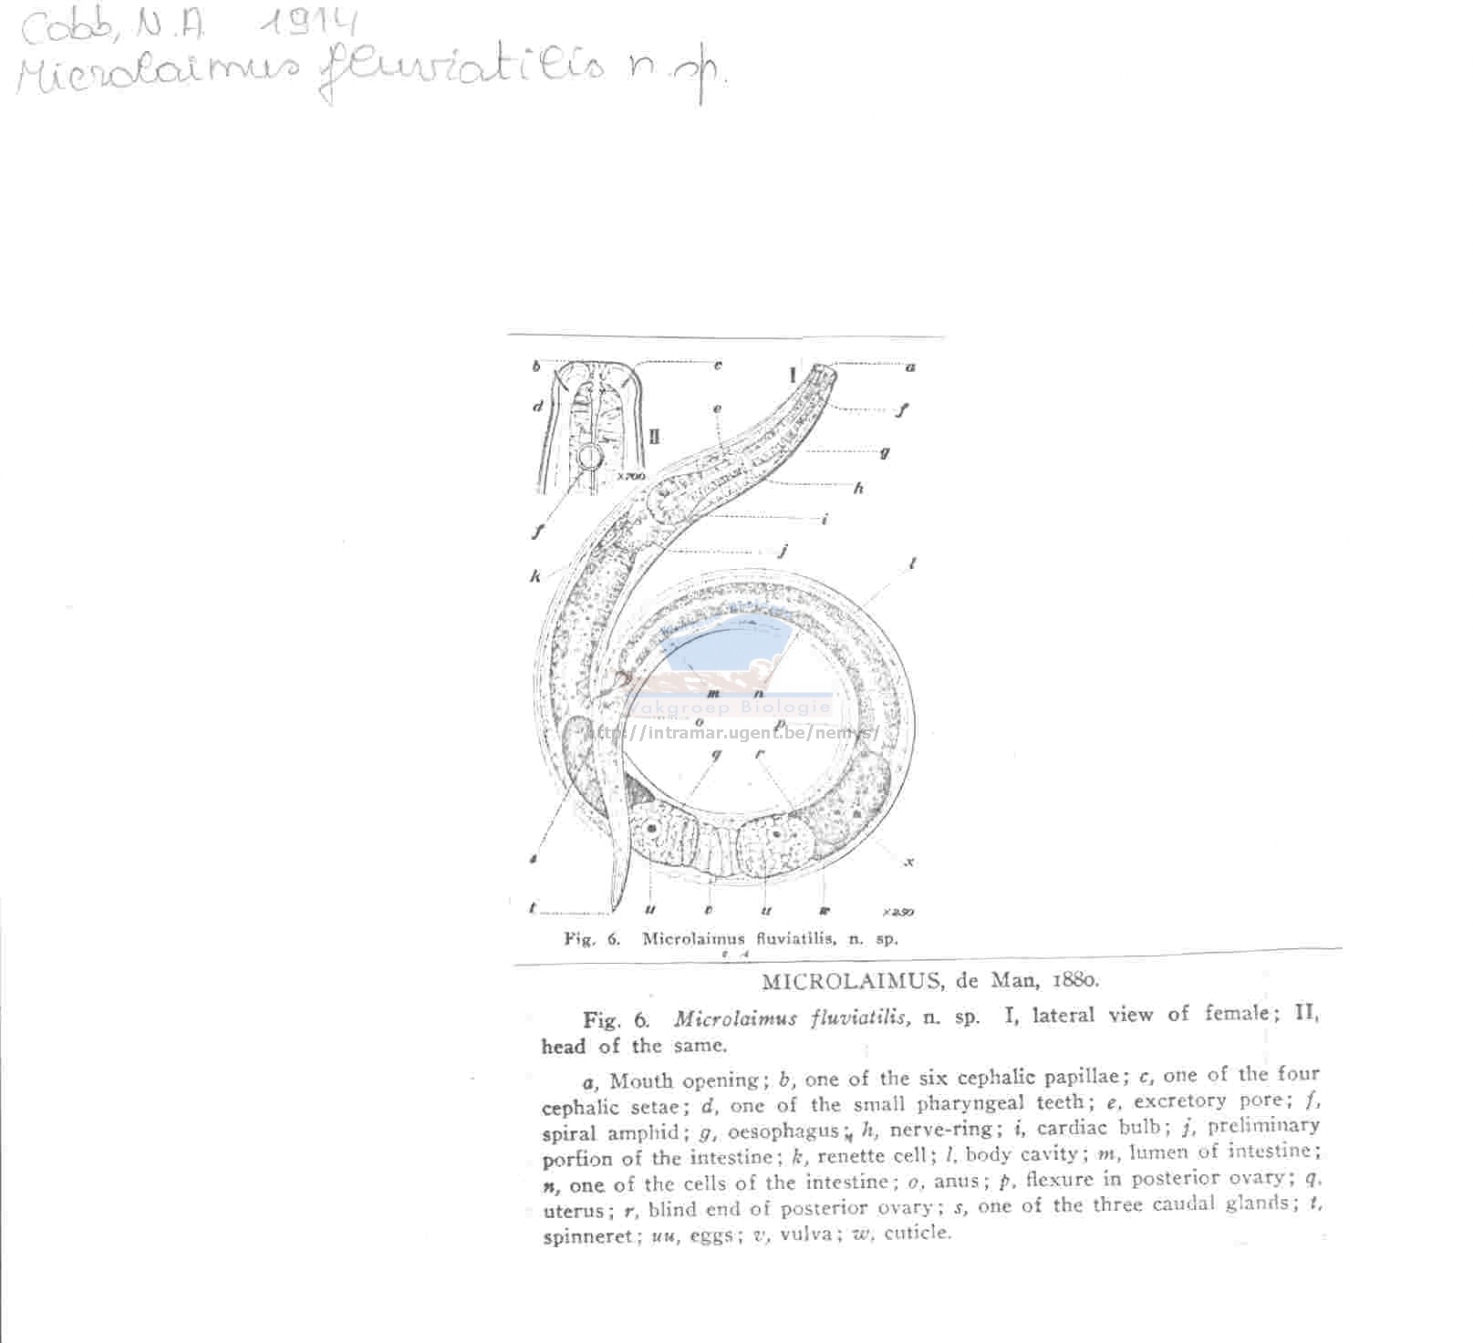 Cobb, N.A. 1914
Microlaimus fluviatilis n. sp.
b
c
I
a
d
e
f
II
g
×700
h
f
i
j
k
l
m
n
Vakgroep Biologie
o
p
http://intramar.ugent.be/nemys/
q
r
s
x
t
u
v
u
w
×250
Fig. 6. Microlaimus fluviatilis, n. sp.
MICROLAIMUS, de Man, 1880.
Fig. 6. Microlaimus fluviatilis, n. sp. I, lateral view of female; II,
head of the same.
a, Mouth opening; b, one of the six cephalic papillae; c, one of the four
cephalic setae; d, one of the small pharyngeal teeth; e, excretory pore; f,
spiral amphid; g, oesophagus; h, nerve-ring; i, cardiac bulb; j, preliminary
portion of the intestine; k, renette cell; l, body cavity; m, lumen of intestine;
n, one of the cells of the intestine; o, anus; p, flexure in posterior ovary; q,
uterus; r, blind end of posterior ovary; s, one of the three caudal glands; t,
spinneret; uu, eggs; v, vulva; w, cuticle.